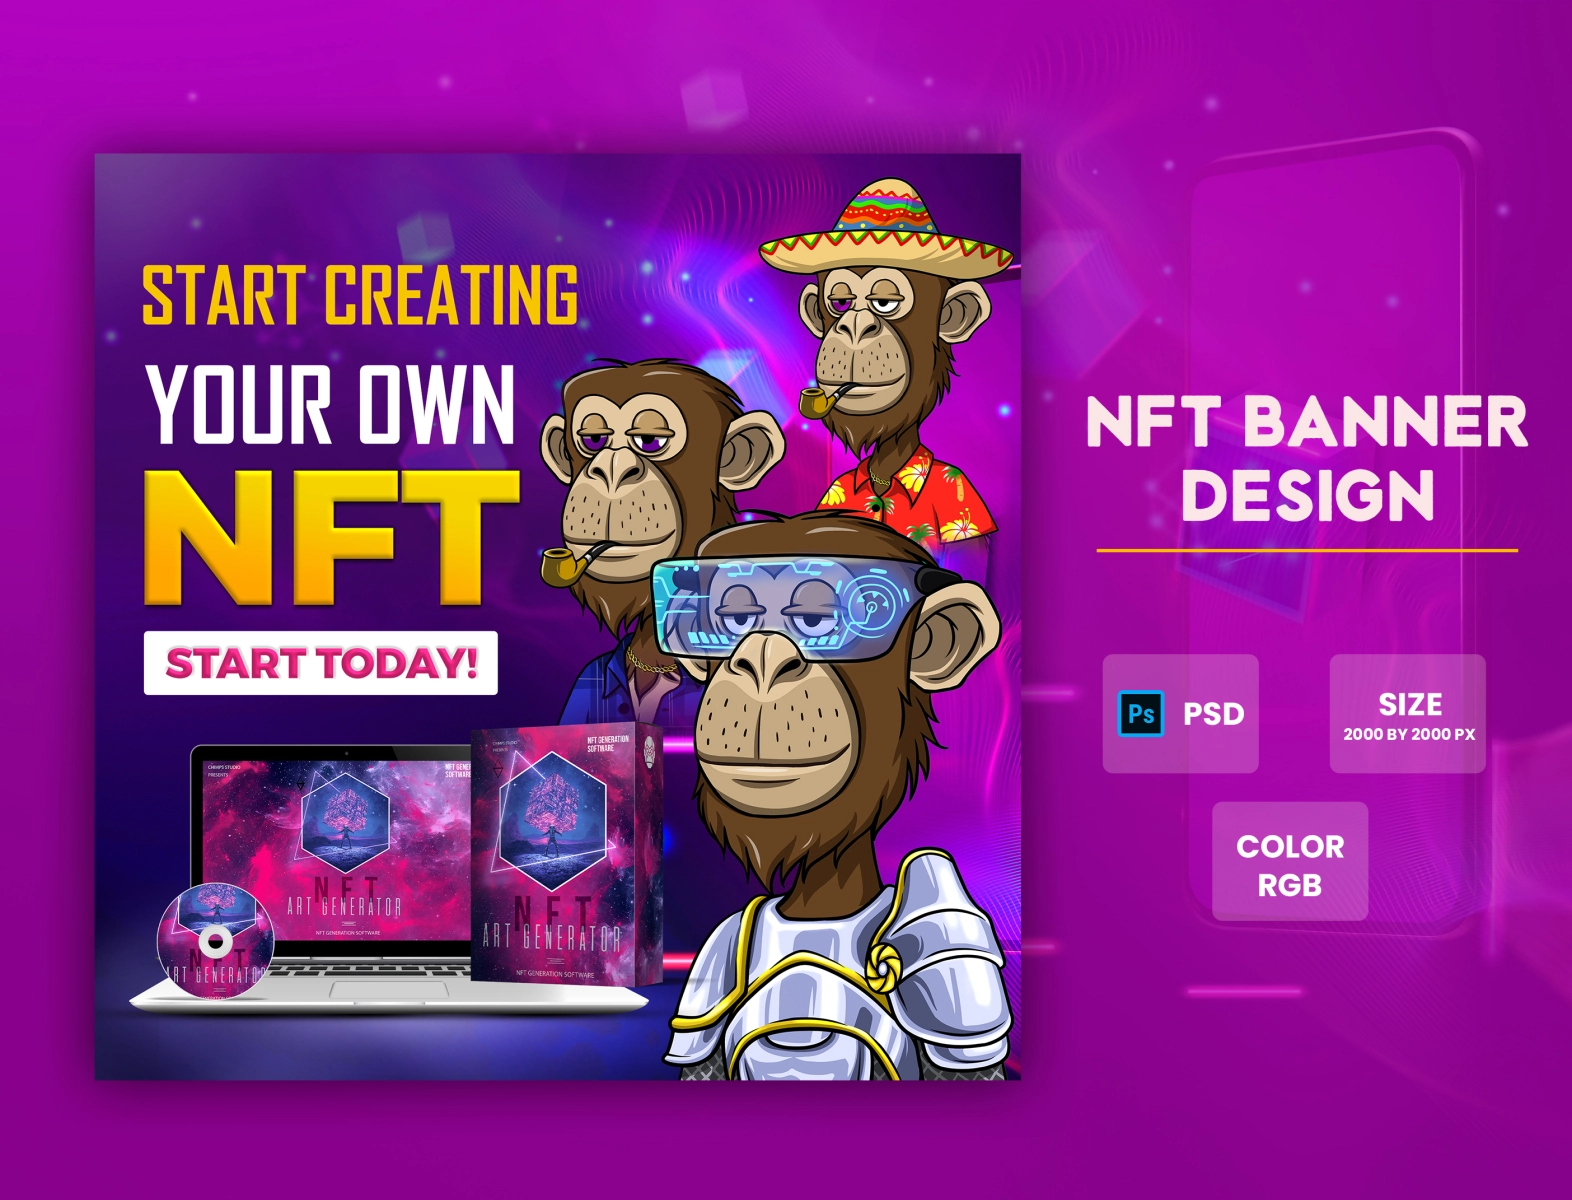 START CREATING
YOUR OWN
NFT
START TODAY!
CHIMPS STUDIO
PRESENTS
NFT GENER
SOFTWARE
NFT
ART GENERATOR
NFT GENERATION SOFTWARE
NFT
ART GENERATOR
CHIMPS STUDIO
PRESENTS
NFT GENERATION
SOFTWARE
NFT
ART GENERATOR
NFT GENERATION SOFTWARE
NFT BANNER
DESIGN
Ps PSD
SIZE
2000 BY 2000 PX
COLOR
RGB